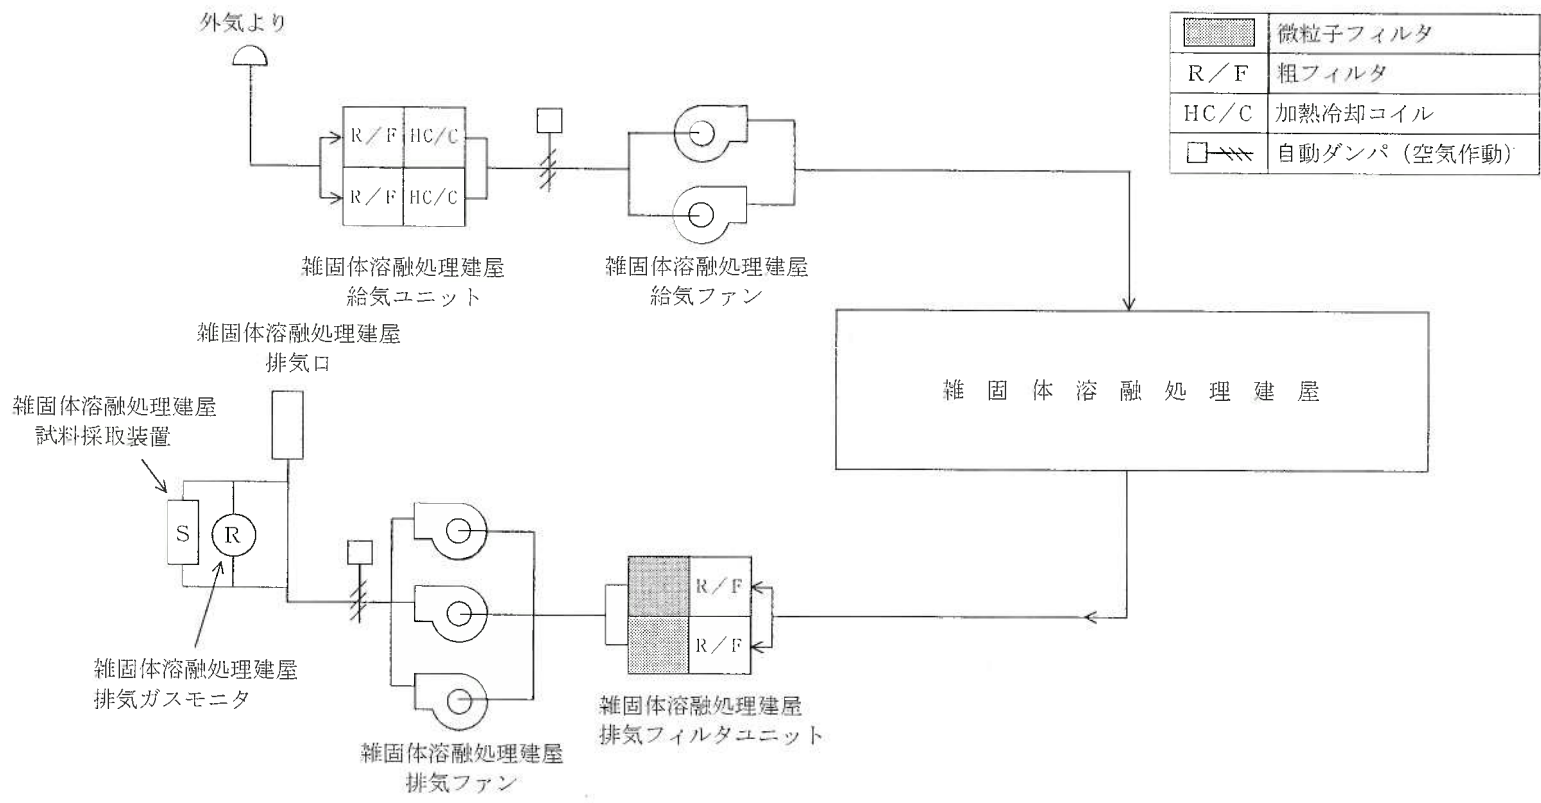 外気より
R／F
HC/C
R／F
HC/C
雑固体溶融処理建屋
給気ユニット
雑固体溶融処理建屋
給気ファン
微粒子フィルタ
R／F
粗フィルタ
HC／C
加熱冷却コイル
自動ダンパ（空気作動）
雑固体溶融処理建屋
雑固体溶融処理建屋
排気口
雑固体溶融処理建屋
試料採取装置
S
R
雑固体溶融処理建屋
排気ガスモニタ
雑固体溶融処理建屋
排気ファン
R／F
R／F
雑固体溶融処理建屋
排気フィルタユニット